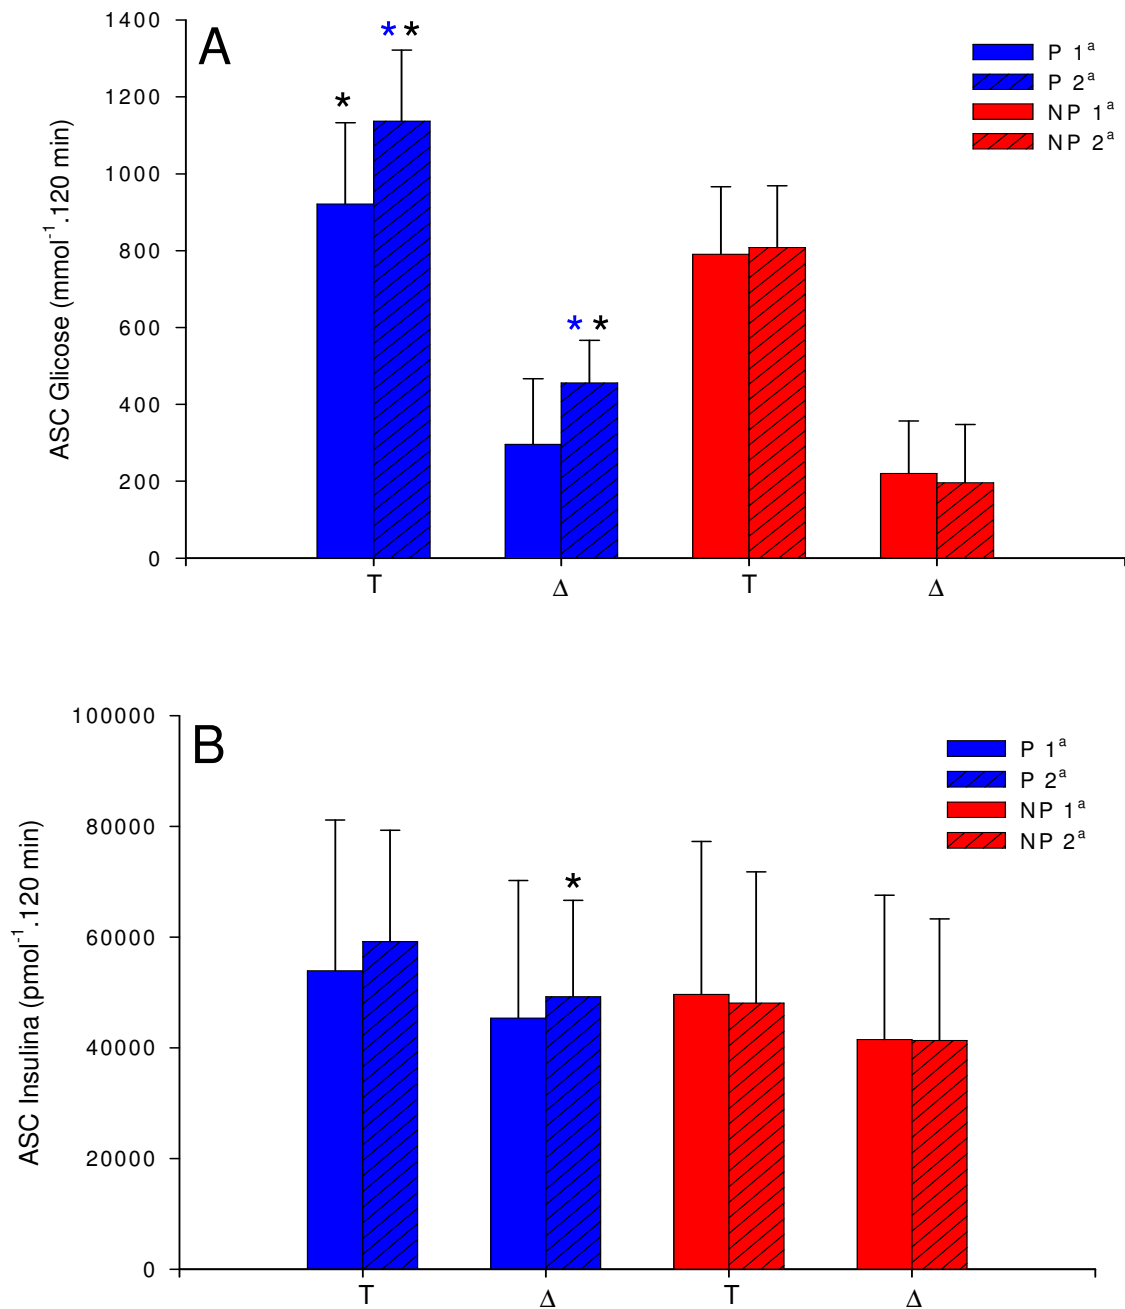 A
* *
*
* *
1400
1200
1000
800
600
400
200
0
ASC Glicose (mmol⁻¹.120 min)
P 1ª
P 2ª
NP 1ª
NP 2ª
T Δ T Δ
B
*
100000
80000
60000
40000
20000
0
ASC Insulina (pmol⁻¹.120 min)
P 1ª
P 2ª
NP 1ª
NP 2ª
T Δ T Δ